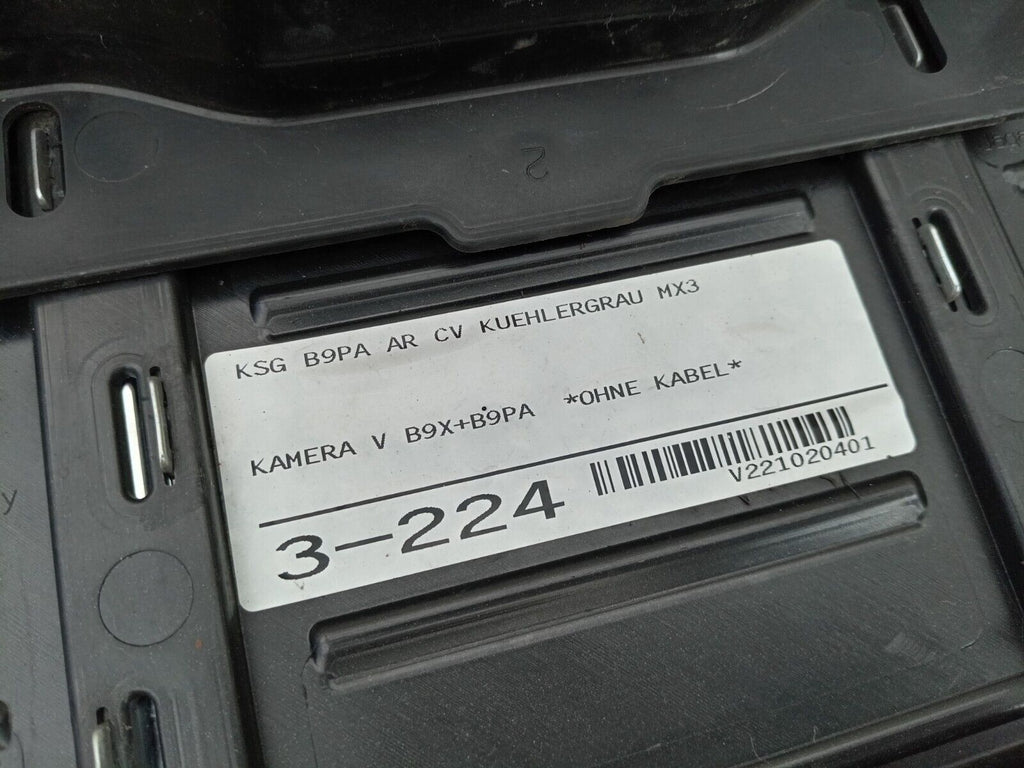 2
KSG B9PA AR CV KUEHLERGRAU MX3
KAMERA V B9X+B9PA *OHNE KABEL*
3-224
V221020401